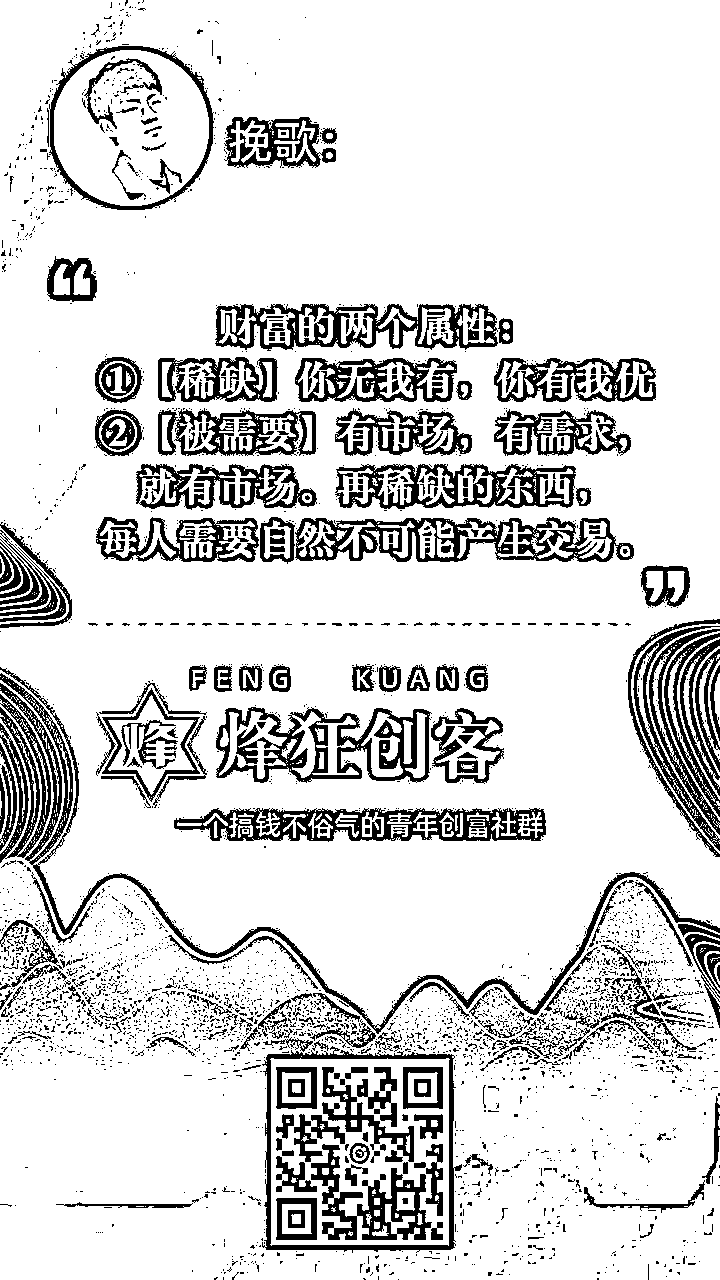 挽歌：
“
财富的两个属性：
①【稀缺】你无我有，你有我优
②【被需要】有市场，有需求，
就有市场。再稀缺的东西，
每人需要自然不可能产生交易。
”
FENG KUANG
烽 烽狂创客
一个搞钱不俗气的青年创富社群